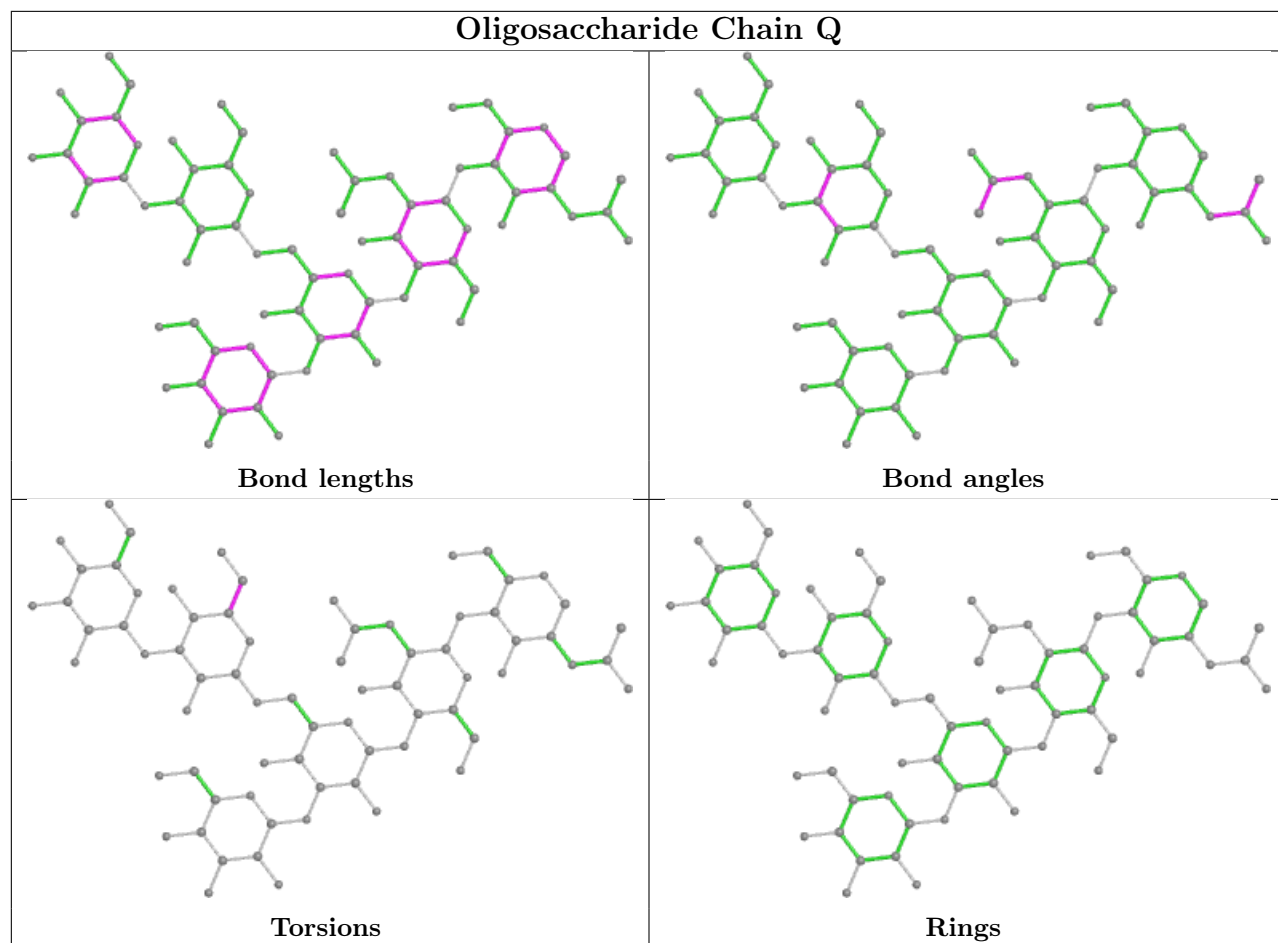 Oligosaccharide Chain Q
Bond lengths
Bond angles
Torsions
Rings